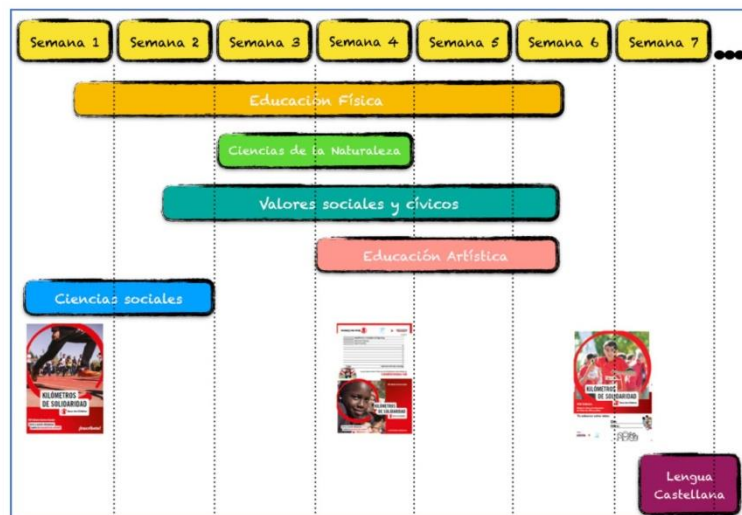 Semana 1
Semana 2
Semana 3
Semana 4
Semana 5
Semana 6
Semana 7
Educación Física
Ciencias de la Naturaleza
Valores sociales y cívicos
Educación Artística
Ciencias sociales
KILÓMETROS
DE SOLIDARIDAD
KILÓMETROS
DE SOLIDARIDAD
KILÓMETROS
DE SOLIDARIDAD
Lengua
Castellana